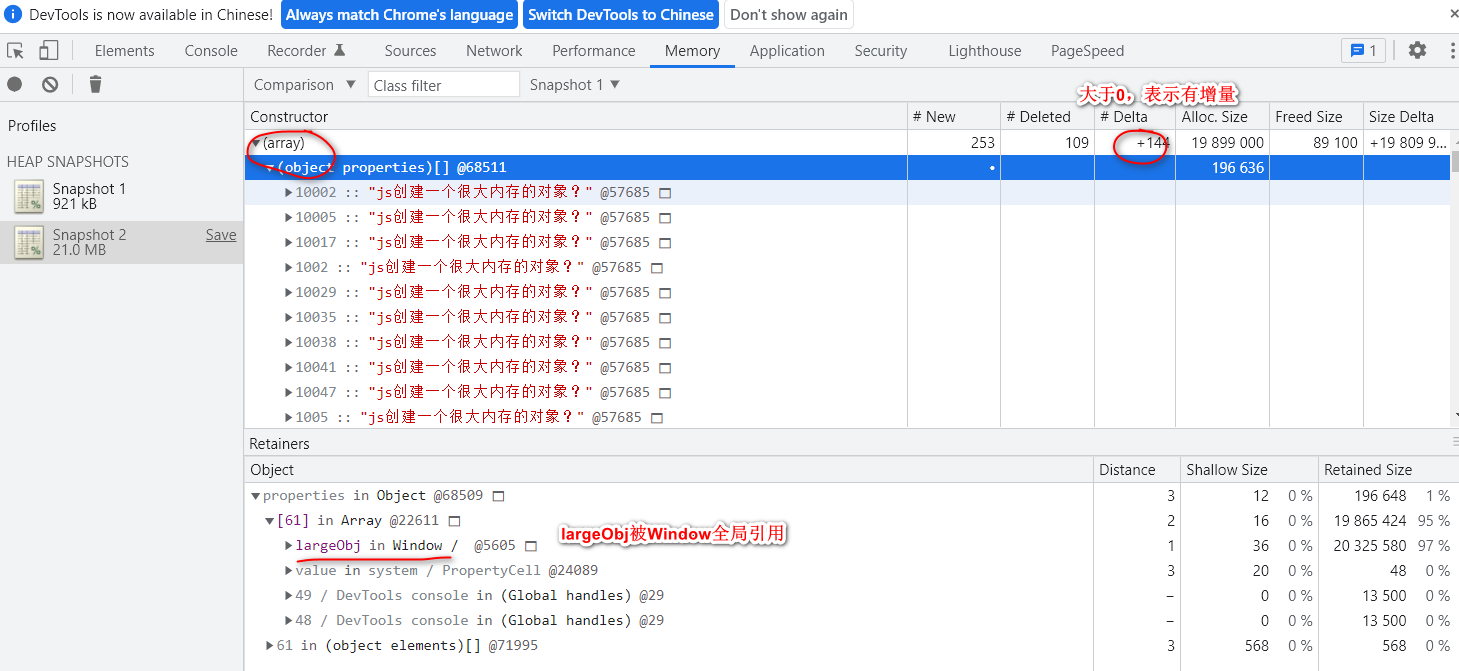 DevTools is now available in Chinese! Always match Chrome's language Switch DevTools to Chinese Don't show again
Elements Console Recorder Sources Network Performance Memory Application Security Lighthouse PageSpeed 1
Comparison Class filter Snapshot 1
大于0，表示有增量
Profiles
HEAP SNAPSHOTS
Snapshot 1
921 kB
Snapshot 2 Save
21.0 MB
Constructor # New # Deleted # Delta Alloc. Size Freed Size Size Delta
(array) 253 109 +144 19 899 000 89 100 +19 809 9...
(object properties)[] @68511 • 196 636
10002 :: "js创建一个很大内存的对象？" @57685
10005 :: "js创建一个很大内存的对象？" @57685
10017 :: "js创建一个很大内存的对象？" @57685
1002 :: "js创建一个很大内存的对象？" @57685
10029 :: "js创建一个很大内存的对象？" @57685
10035 :: "js创建一个很大内存的对象？" @57685
10038 :: "js创建一个很大内存的对象？" @57685
10041 :: "js创建一个很大内存的对象？" @57685
10047 :: "js创建一个很大内存的对象？" @57685
1005 :: "js创建一个很大内存的对象？" @57685
Retainers
Object Distance Shallow Size Retained Size
properties in Object @68509 3 12 0 % 196 648 1 %
[61] in Array @22611 2 16 0 % 19 865 424 95 %
largeObj被Window全局引用
largeObj in Window / @5605 1 36 0 % 20 325 580 97 %
value in system / PropertyCell @24089 3 20 0 % 48 0 %
49 / DevTools console in (Global handles) @29 – 0 0 % 13 500 0 %
48 / DevTools console in (Global handles) @29 – 0 0 % 13 500 0 %
61 in (object elements)[] @71995 3 568 0 % 568 0 %